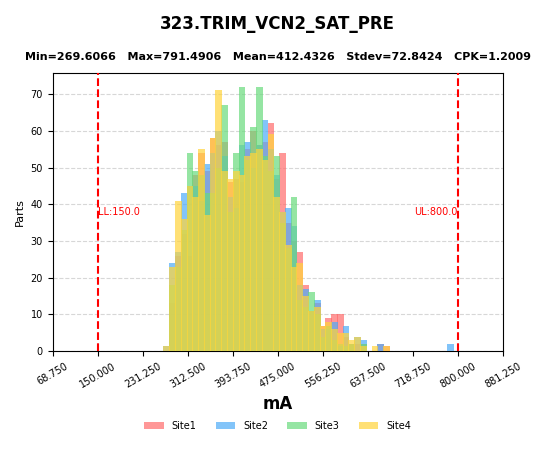 323.TRIM_VCN2_SAT_PRE
Min=269.6066 Max=791.4906 Mean=412.4326 Stdev=72.8424 CPK=1.2009
Parts
70
60
50
40
30
20
10
0
LL:150.0
UL:800.0
68.750 150.000 231.250 312.500 393.750 475.000 556.250 637.500 718.750 800.000 881.250
mA
Site1 Site2 Site3 Site4